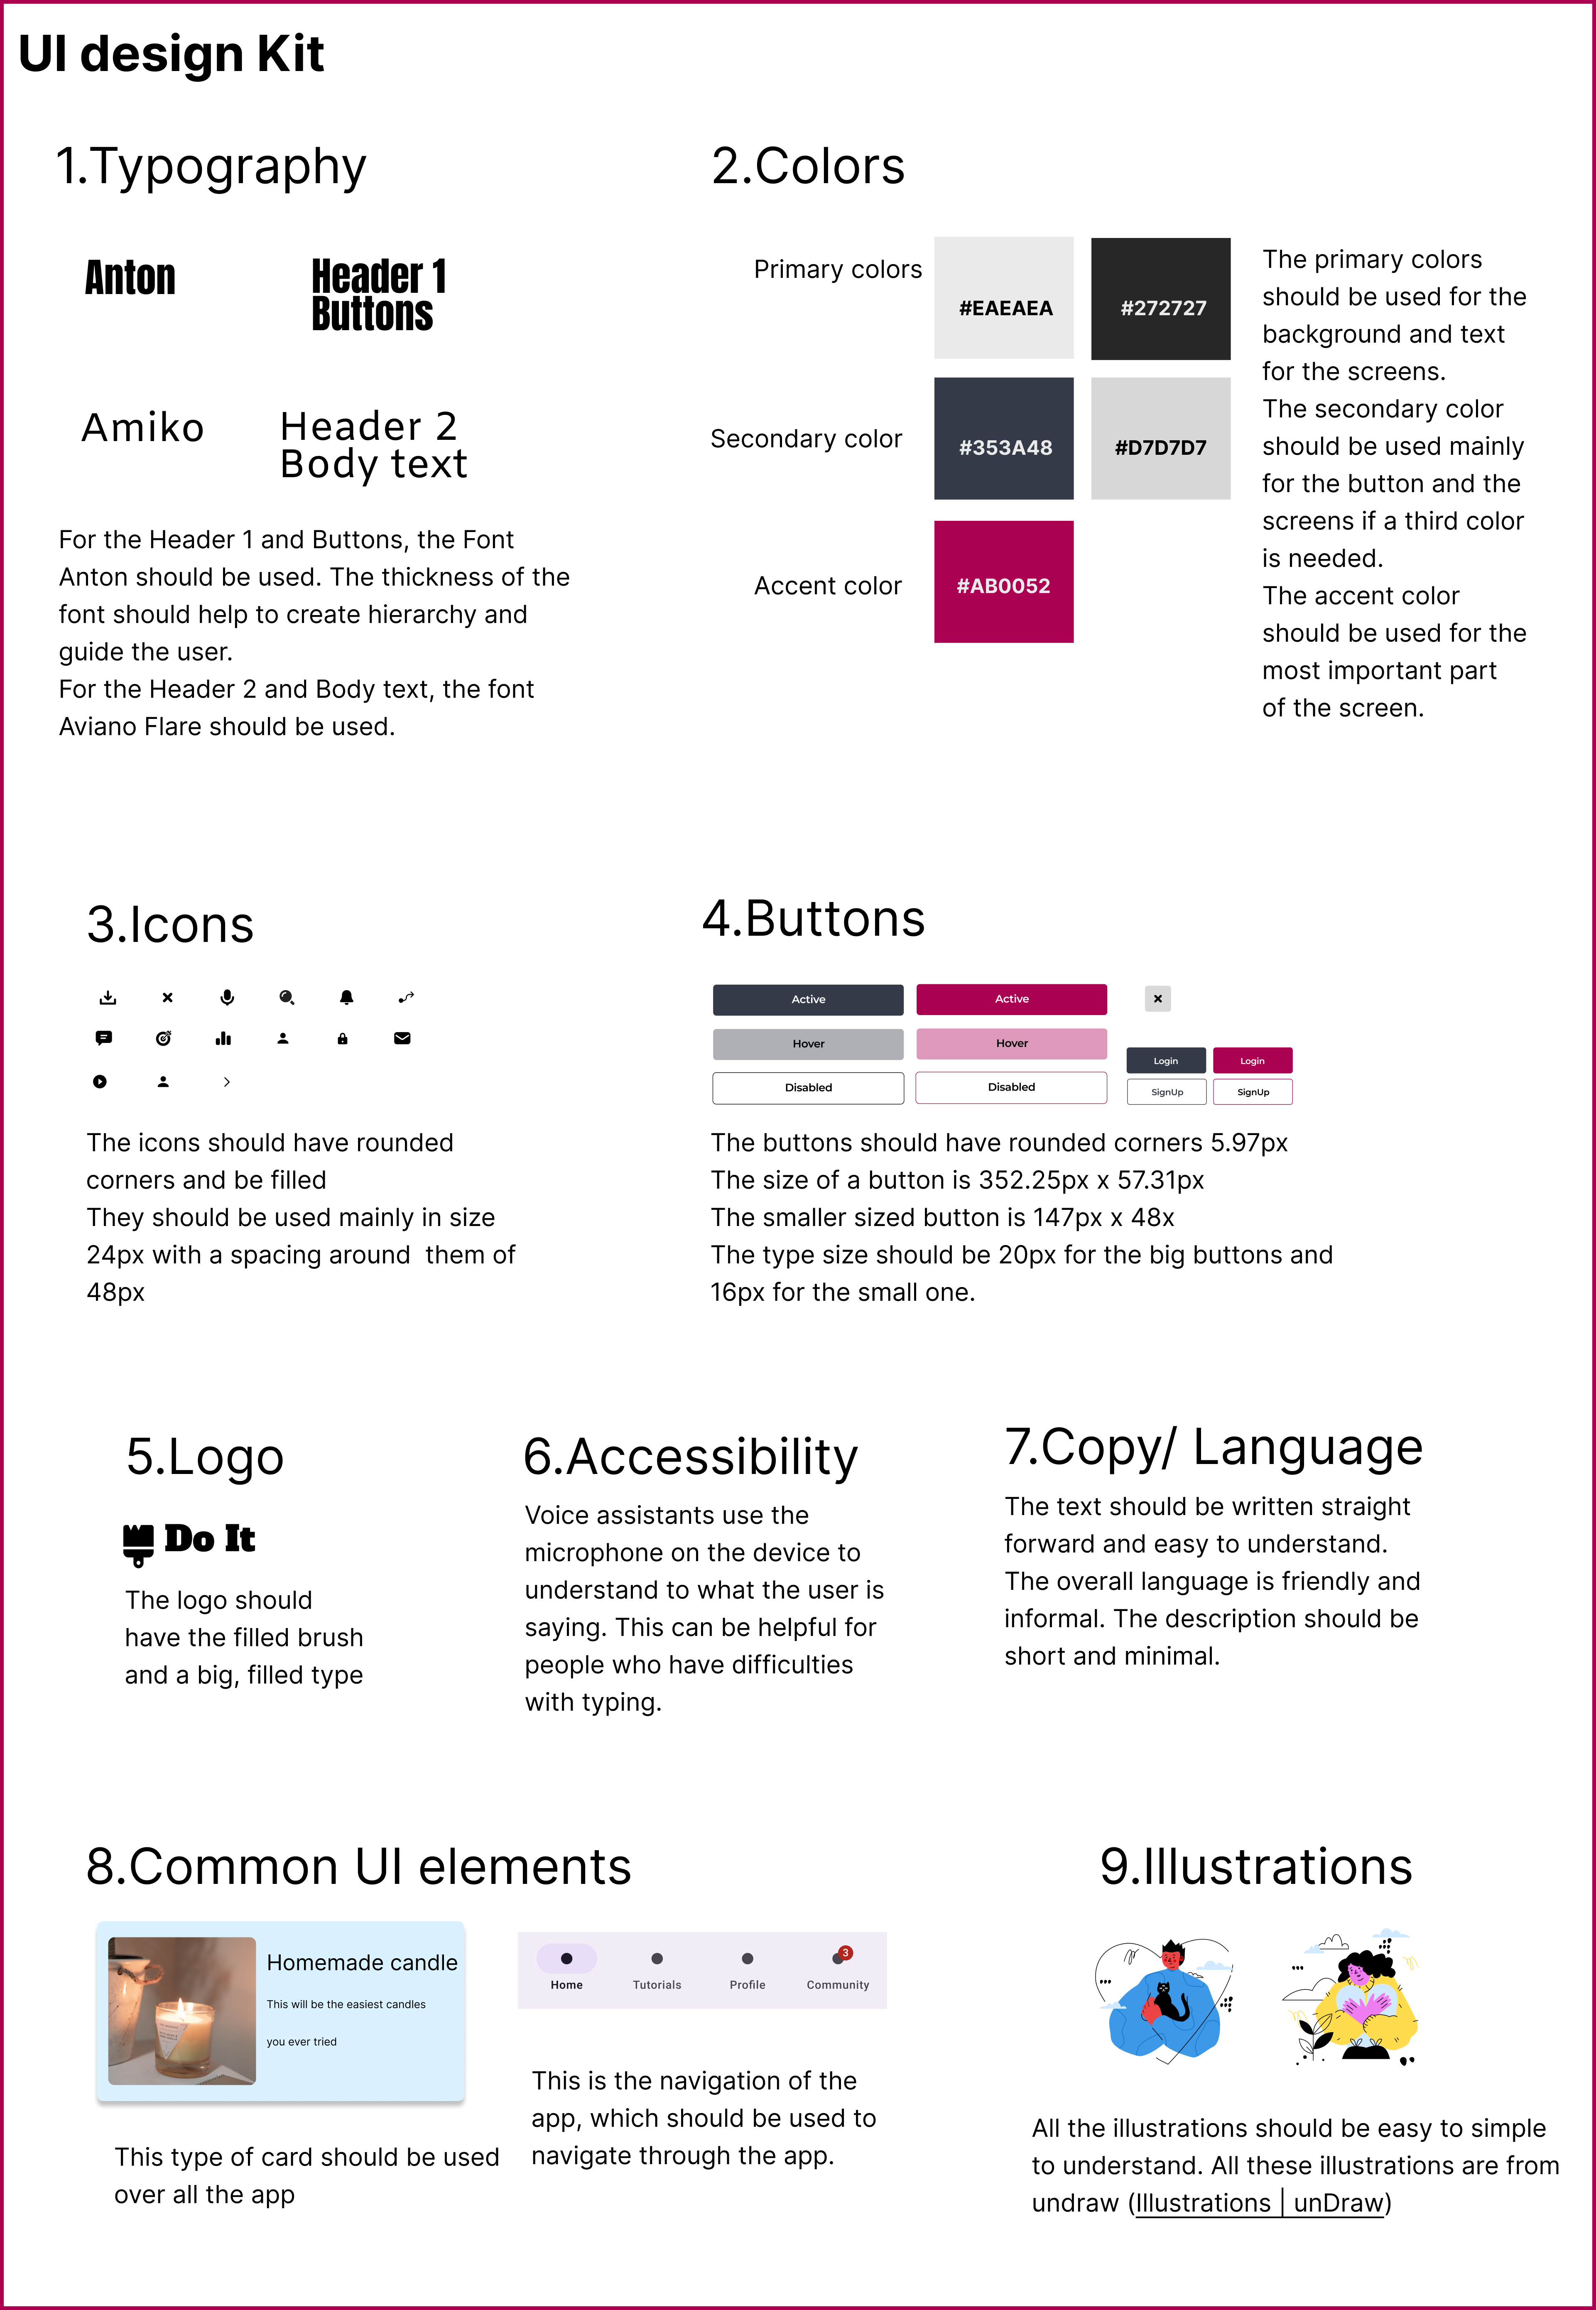 UI design Kit
1.Typography
Anton
Header 1
Buttons
Amiko
Header 2
Body text
For the Header 1 and Buttons, the Font
Anton should be used. The thickness of the
font should help to create hierarchy and
guide the user.
For the Header 2 and Body text, the font
Aviano Flare should be used.
2.Colors
Primary colors
#EAEAEA
#272727
Secondary color
#353A48
#D7D7D7
Accent color
#AB0052
The primary colors
should be used for the
background and text
for the screens.
The secondary color
should be used mainly
for the button and the
screens if a third color
is needed.
The accent color
should be used for the
most important part
of the screen.
3.Icons
The icons should have rounded
corners and be filled
They should be used mainly in size
24px with a spacing around  them of
48px
4.Buttons
Active
Active
Hover
Hover
Disabled
Disabled
Login
Login
SignUp
SignUp
The buttons should have rounded corners 5.97px
The size of a button is 352.25px x 57.31px
The smaller sized button is 147px x 48x
The type size should be 20px for the big buttons and
16px for the small one.
5.Logo
Do It
The logo should
have the filled brush
and a big, filled type
6.Accessibility
Voice assistants use the
microphone on the device to
understand to what the user is
saying. This can be helpful for
people who have difficulties
with typing.
7.Copy/ Language
The text should be written straight
forward and easy to understand.
The overall language is friendly and
informal. The description should be
short and minimal.
8.Common UI elements
Homemade candle
This will be the easiest candles
you ever tried
This type of card should be used
over all the app
3
Home
Tutorials
Profile
Community
This is the navigation of the
app, which should be used to
navigate through the app.
9.Illustrations
All the illustrations should be easy to simple
to understand. All these illustrations are from
undraw (Illustrations | unDraw)